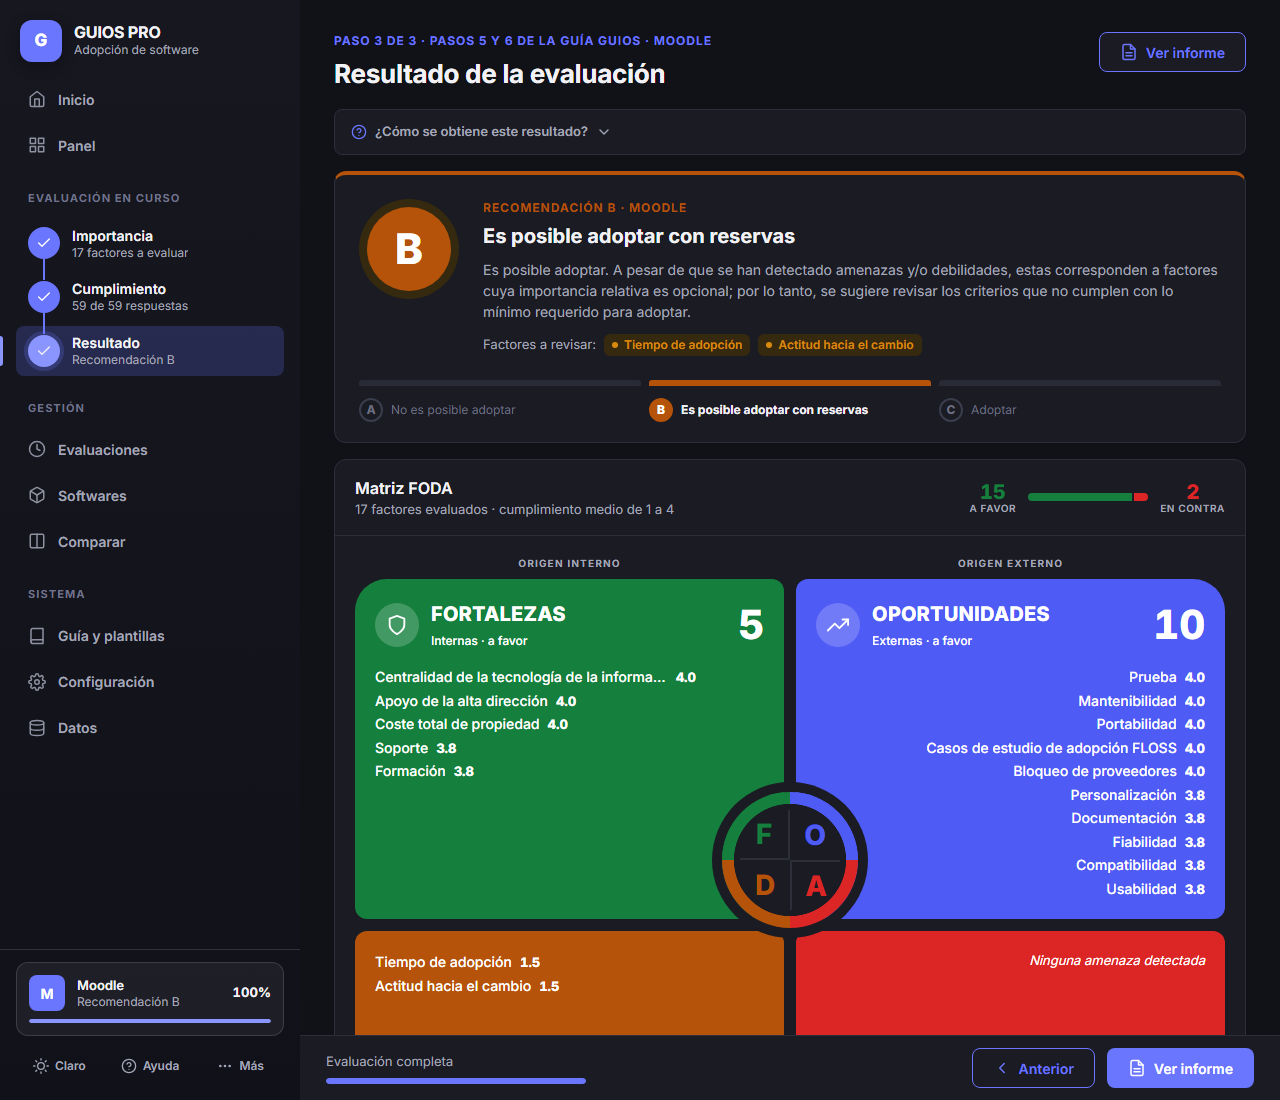 G
GUIOS PRO
Adopción de software
Inicio
Panel
EVALUACIÓN EN CURSO
Importancia
17 factores a evaluar
Cumplimiento
59 de 59 respuestas
Resultado
Recomendación B
GESTIÓN
Evaluaciones
Softwares
Comparar
SISTEMA
Guía y plantillas
Configuración
Datos
M
Moodle
Recomendación B
100%
Claro
Ayuda
Más
PASO 3 DE 3 · PASOS 5 Y 6 DE LA GUÍA GUIOS · MOODLE
Resultado de la evaluación
Ver informe
¿Cómo se obtiene este resultado?
B
RECOMENDACIÓN B · MOODLE
Es posible adoptar con reservas
Es posible adoptar. A pesar de que se han detectado amenazas y/o debilidades, estas corresponden a factores
cuya importancia relativa es opcional; por lo tanto, se sugiere revisar los criterios que no cumplen con lo
mínimo requerido para adoptar.
Factores a revisar: Tiempo de adopción Actitud hacia el cambio
A No es posible adoptar
B Es posible adoptar con reservas
C Adoptar
Matriz FODA
17 factores evaluados · cumplimiento medio de 1 a 4
15
A FAVOR
2
EN CONTRA
ORIGEN INTERNO
ORIGEN EXTERNO
FORTALEZAS
Internas · a favor
5
Centralidad de la tecnología de la informa... 4.0
Apoyo de la alta dirección 4.0
Coste total de propiedad 4.0
Soporte 3.8
Formación 3.8
OPORTUNIDADES
Externas · a favor
10
Prueba 4.0
Mantenibilidad 4.0
Portabilidad 4.0
Casos de estudio de adopción FLOSS 4.0
Bloqueo de proveedores 4.0
Personalización 3.8
Documentación 3.8
Fiabilidad 3.8
Compatibilidad 3.8
Usabilidad 3.8
F O
D A
Tiempo de adopción 1.5
Actitud hacia el cambio 1.5
Ninguna amenaza detectada
Evaluación completa
Anterior
Ver informe